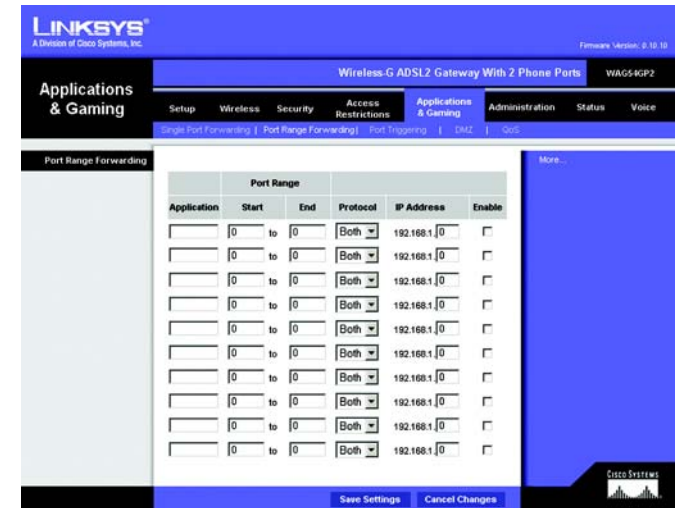 LINKSYS®
A Division of Cisco Systems, Inc.
Firmware Version: 0.10.10
Wireless-G ADSL2 Gateway With 2 Phone Ports WAG54GP2
Applications & Gaming
Setup Wireless Security Access Restrictions Applications & Gaming Administration Status Voice
Single Port Forwarding | Port Range Forwarding | Port Triggering | DMZ | QoS
Port Range Forwarding
More...
Port Range
Application Start End Protocol IP Address Enable
0 to 0 Both 192.168.1. 0
0 to 0 Both 192.168.1. 0
0 to 0 Both 192.168.1. 0
0 to 0 Both 192.168.1. 0
0 to 0 Both 192.168.1. 0
0 to 0 Both 192.168.1. 0
0 to 0 Both 192.168.1. 0
0 to 0 Both 192.168.1. 0
0 to 0 Both 192.168.1. 0
0 to 0 Both 192.168.1. 0
Save Settings Cancel Changes
CISCO SYSTEMS